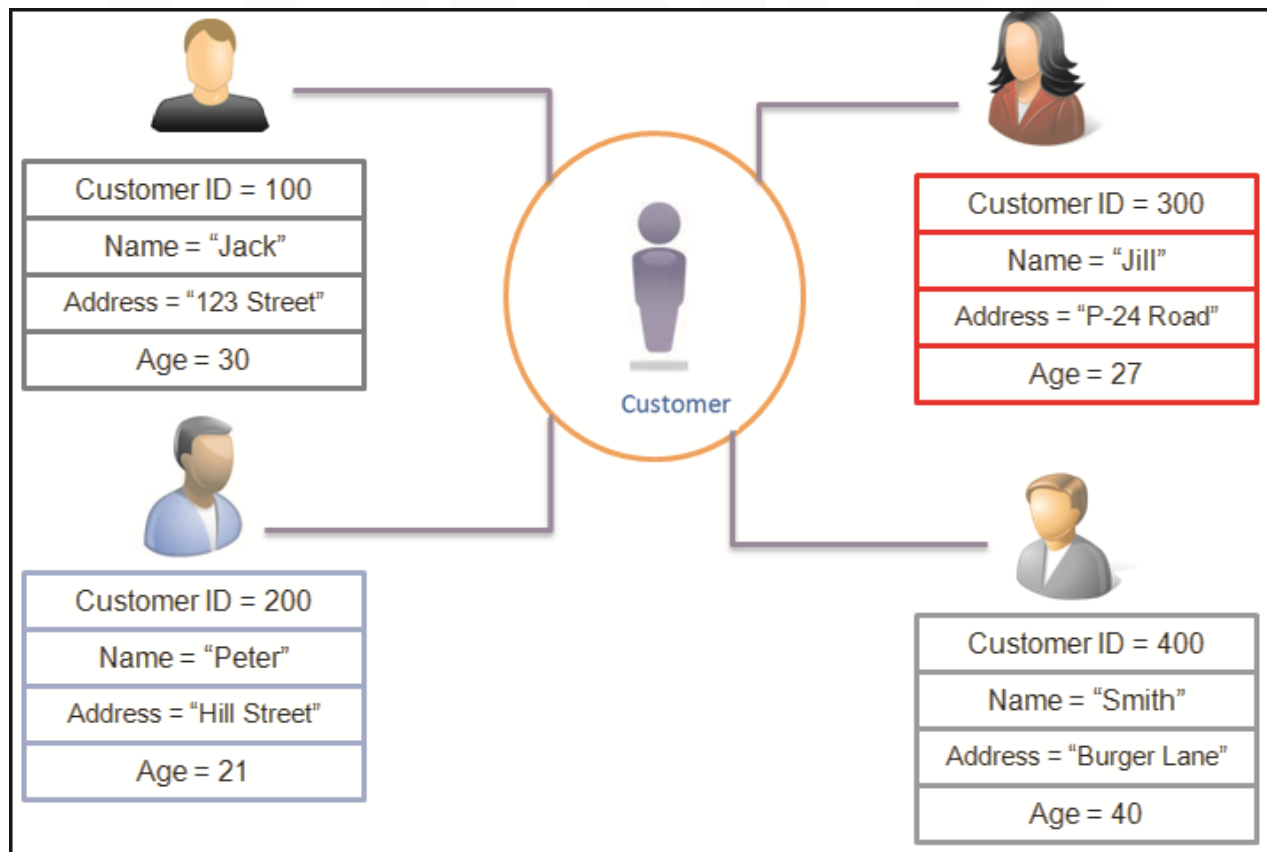 Customer ID = 100
Name = “Jack”
Address = “123 Street”
Age = 30
Customer ID = 300
Name = “Jill”
Address = “P-24 Road”
Age = 27
Customer
Customer ID = 200
Name = “Peter”
Address = “Hill Street”
Age = 21
Customer ID = 400
Name = “Smith”
Address = “Burger Lane”
Age = 40